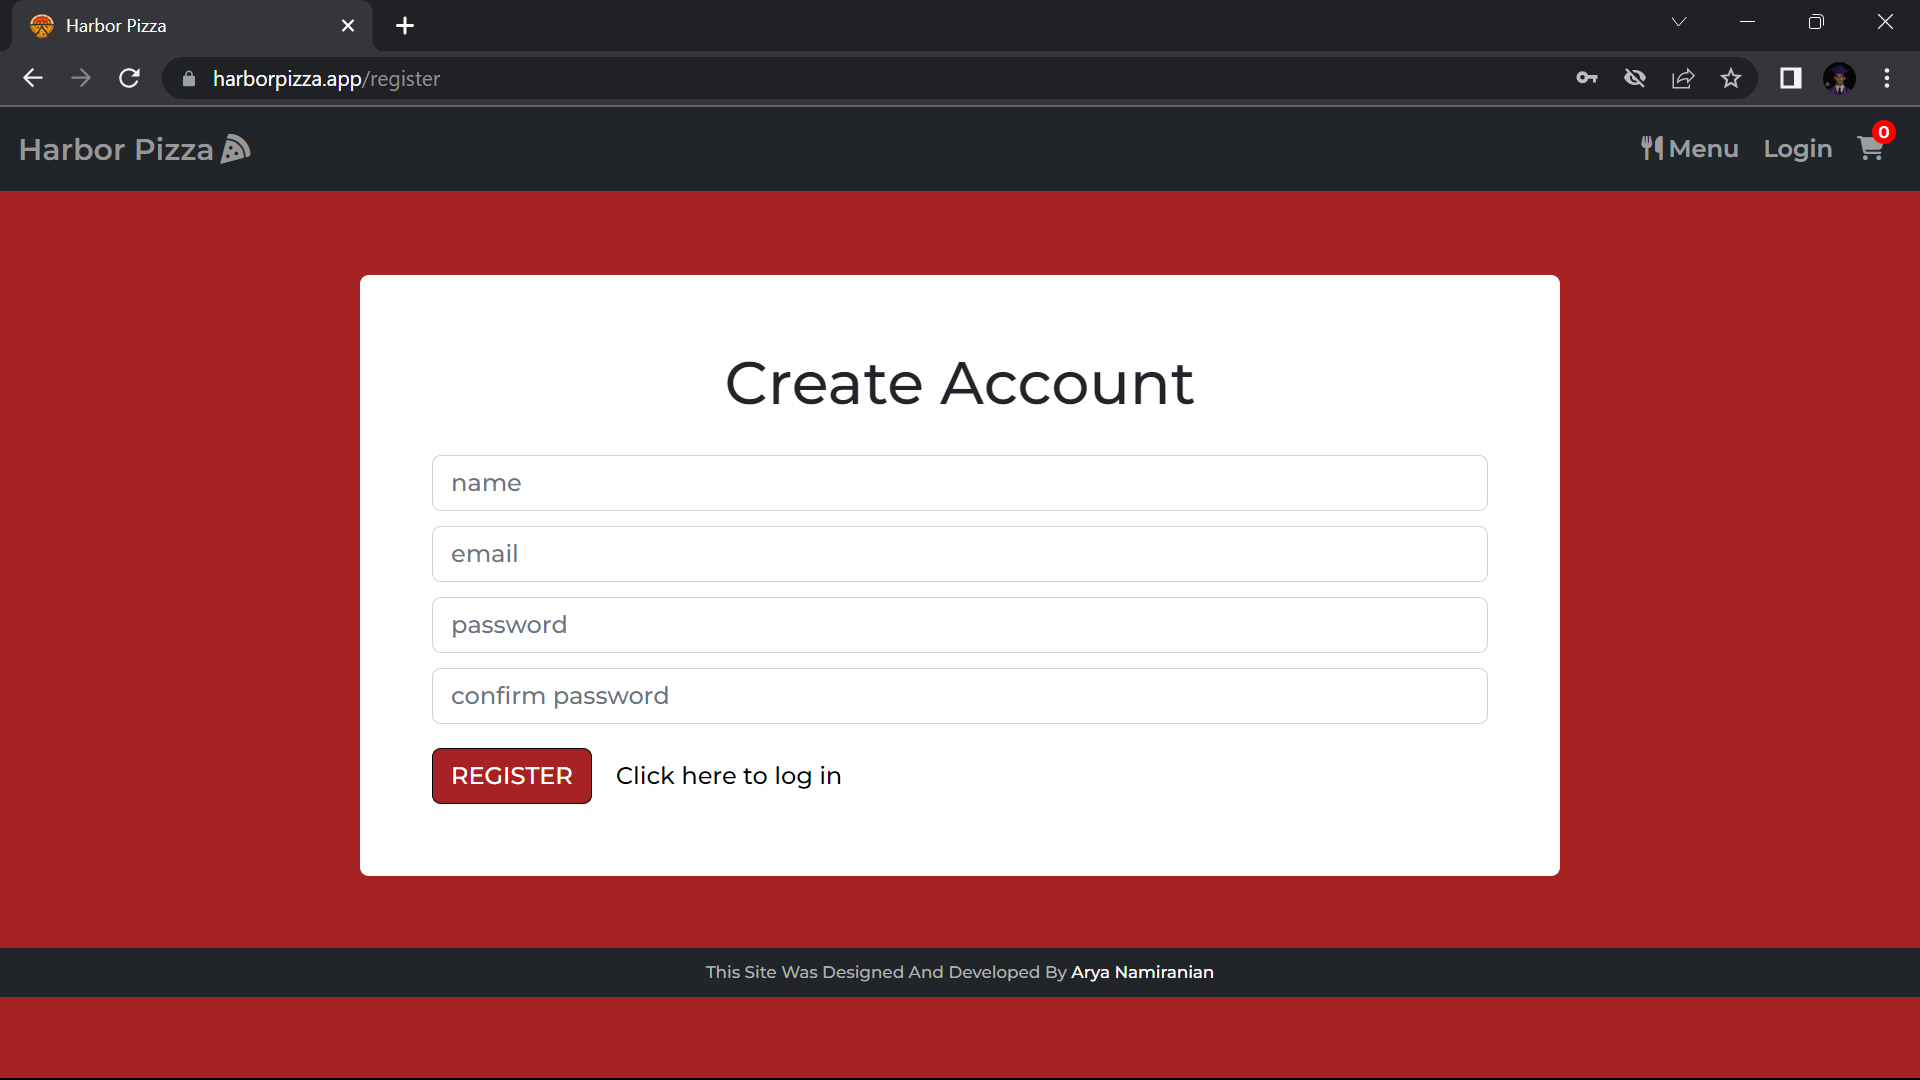 Harbor Pizza
harborpizza.app/register
Harbor Pizza
Menu
Login
0
Create Account
name
email
password
confirm password
REGISTER
Click here to log in
This Site Was Designed And Developed By Arya Namiranian